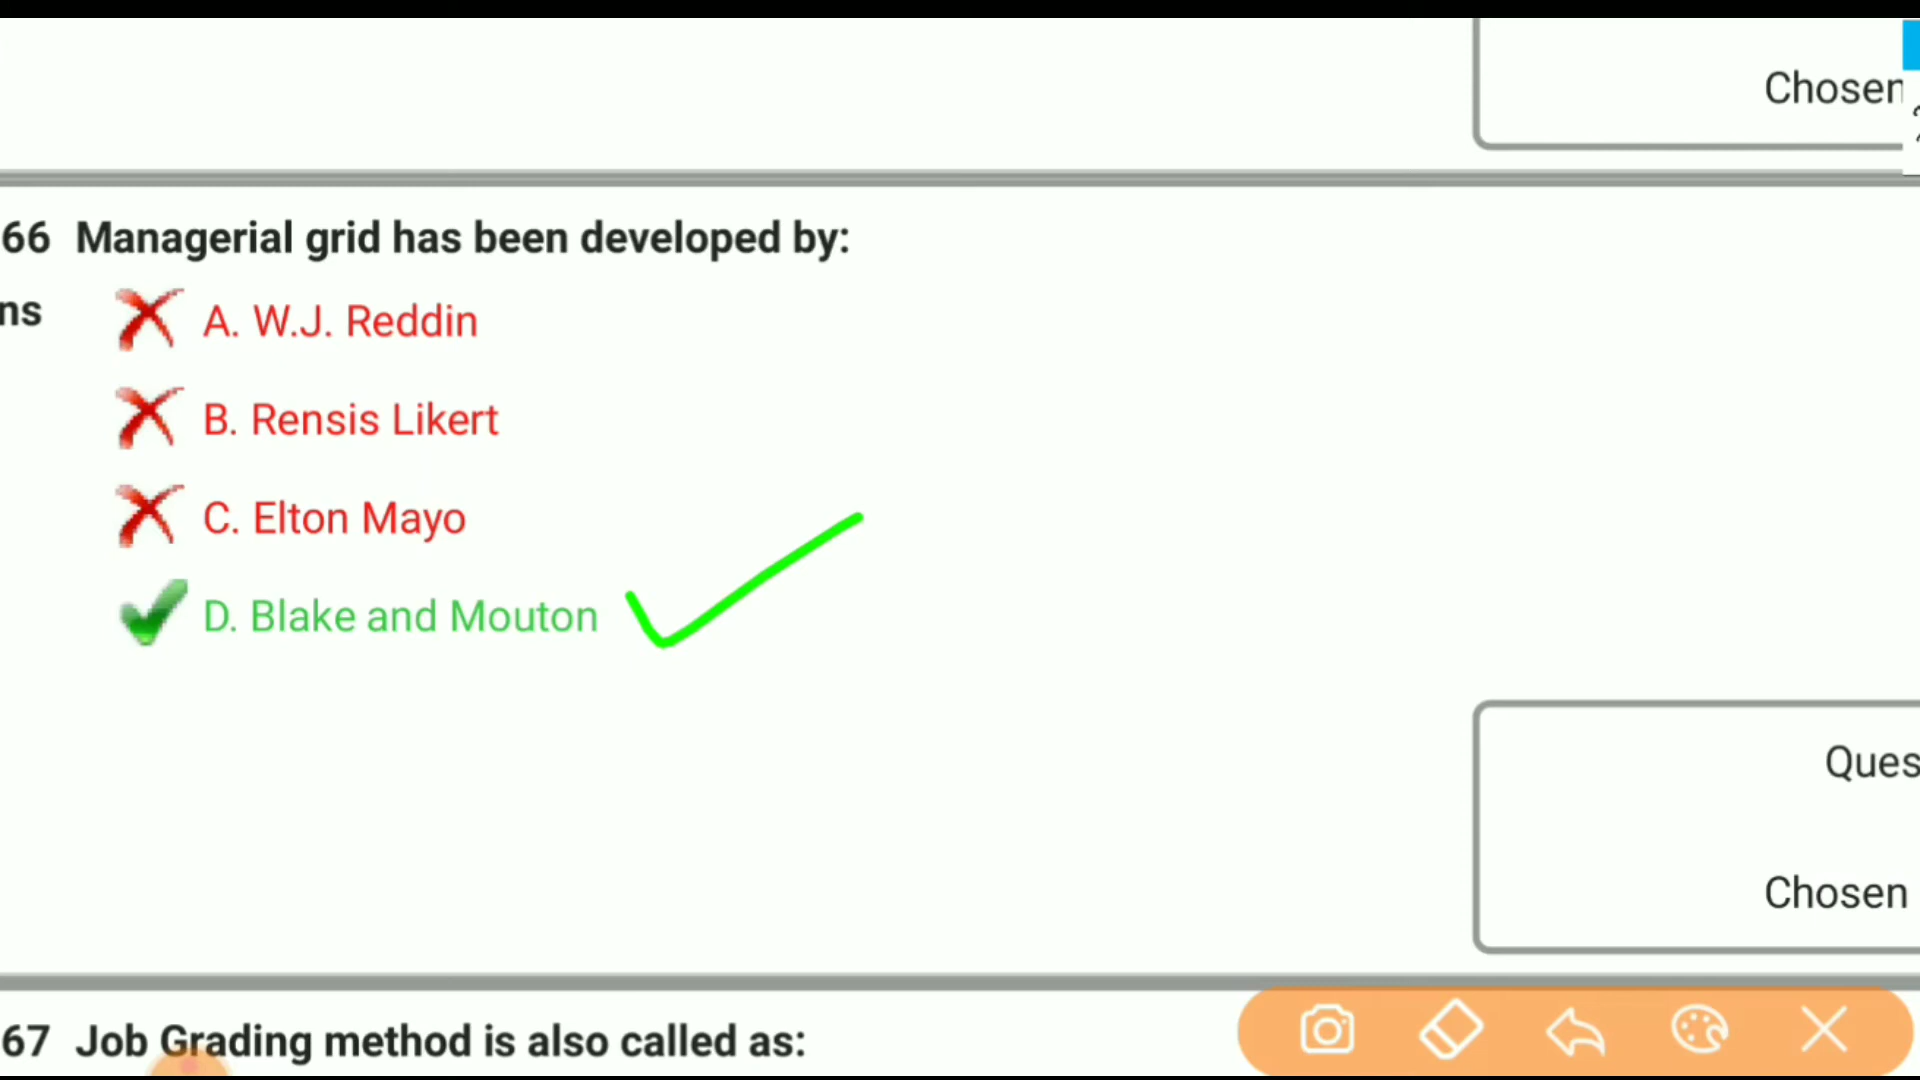 Chosen
66 Managerial grid has been developed by:
ns
A. W.J. Reddin
B. Rensis Likert
C. Elton Mayo
D. Blake and Mouton
Ques
Chosen
67 Job Grading method is also called as: